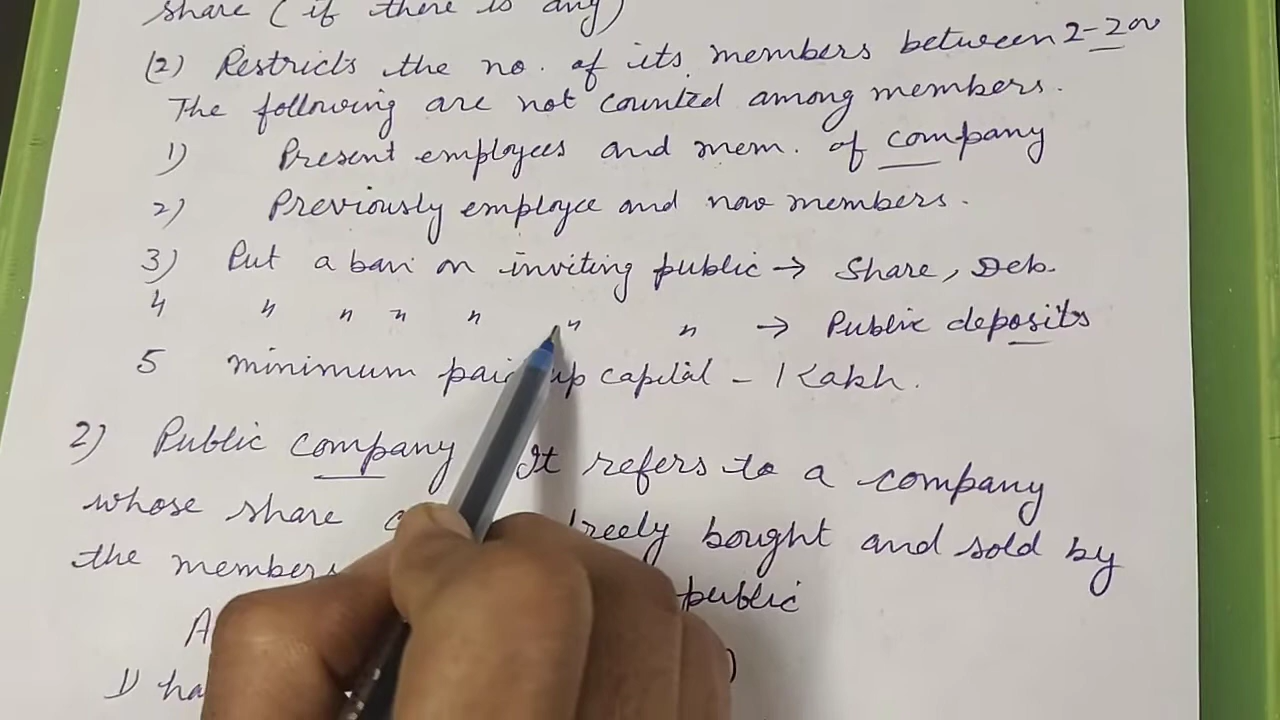 share (if there is any)
(2) Restricts the no. of its members between 2-200
The following are not counted among members.
1) Present employees and mem. of company
2) Previously employee and now members.
3) Put a ban on inviting public → Share, Deb.
4 " " " " " " → Public deposits
5 minimum paid up capital - 1 Lakh.
2) Public company It refers to a company
whose share freely bought and sold by
the members public
1) ha